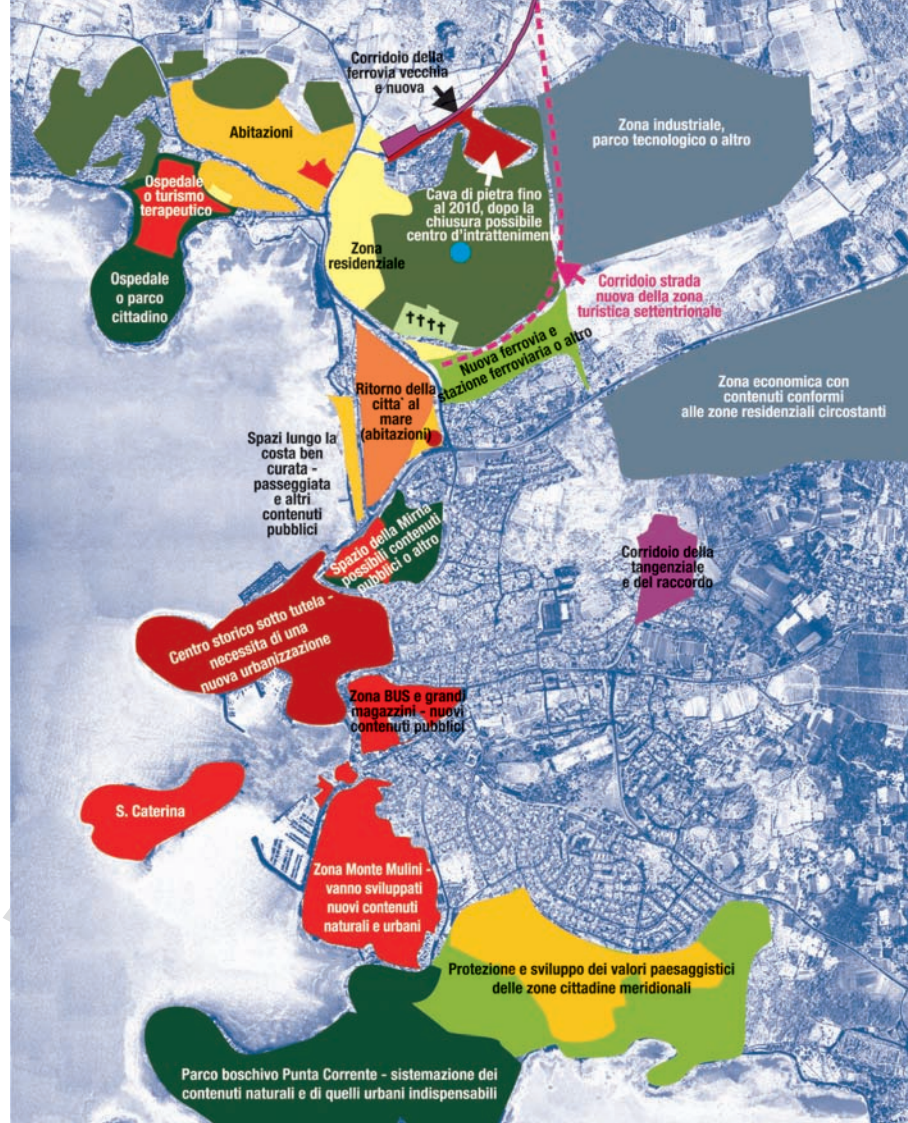 Corridoio della
ferrovia vecchia
e nuova
Abitazioni
Zona industriale,
parco tecnologico o altro
Ospedale
o turismo
terapeutico
Cava di pietra fino
al 2010, dopo la
chiusura possibile
centro d'intrattenimen
Zona
residenziale
Ospedale
o parco
cittadino
Corridoio strada
nuova della zona
turistica settentrionale
Nuova ferrovia e
stazione ferroviaria o altro
Zona economica con
contenuti conformi
alle zone residenziali circostanti
Ritorno della
citta` al
mare
(abitazioni)
Spazi lungo la
costa ben
curata -
passeggiata
e altri
contenuti
pubblici
Spazio della Mirna
possibili contenuti
pubblici o altro
Corridoio della
tangenziale
e del raccordo
Centro storico sotto tutela -
necessita di una
nuova urbanizzazione
Zona BUS e grandi
magazzini - nuovi
contenuti pubblici
S. Caterina
Zona Monte Mulini -
vanno sviluppati
nuovi contenuti
naturali e urbani
Protezione e sviluppo dei valori paesaggistici
delle zone cittadine meridionali
Parco boschivo Punta Corrente - sistemazione dei
contenuti naturali e di quelli urbani indispensabili